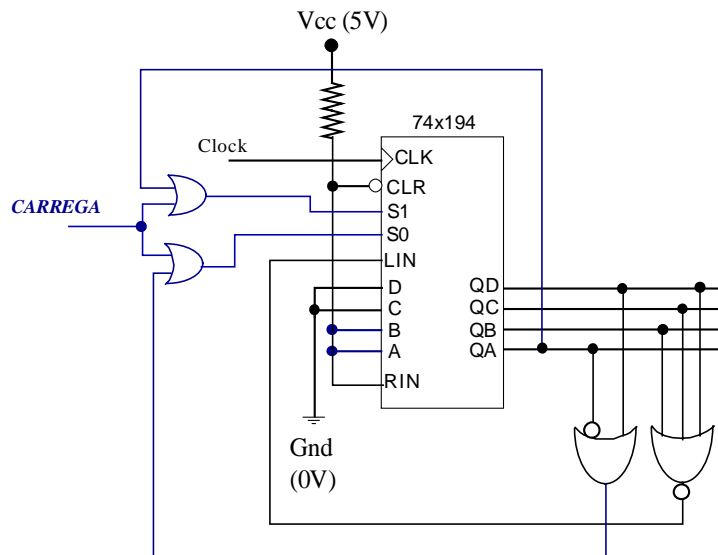 Vcc (5V)
74x194
Clock
CLK
CLR
CARREGA
S1
S0
LIN
D
QD
C
QC
B
QB
A
QA
RIN
Gnd
(0V)